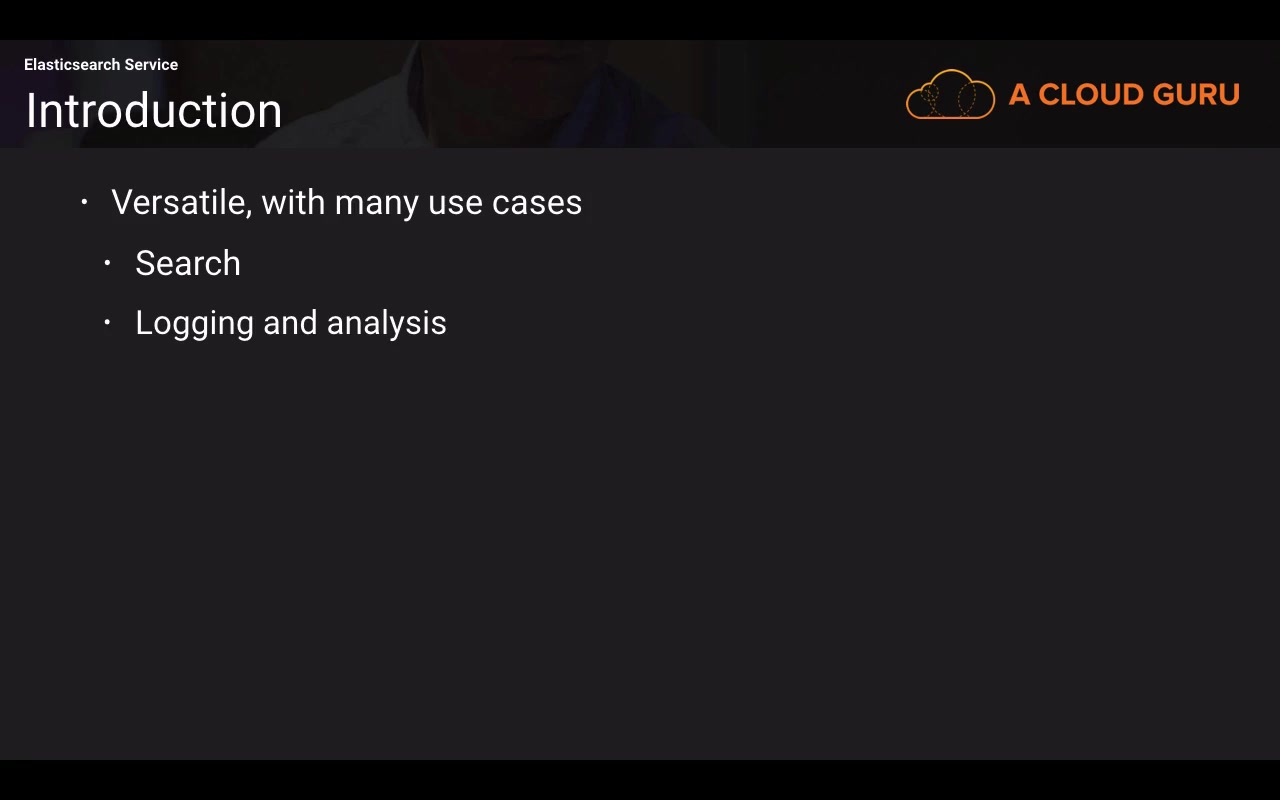 Elasticsearch Service
Introduction
A CLOUD GURU
• Versatile, with many use cases
• Search
• Logging and analysis